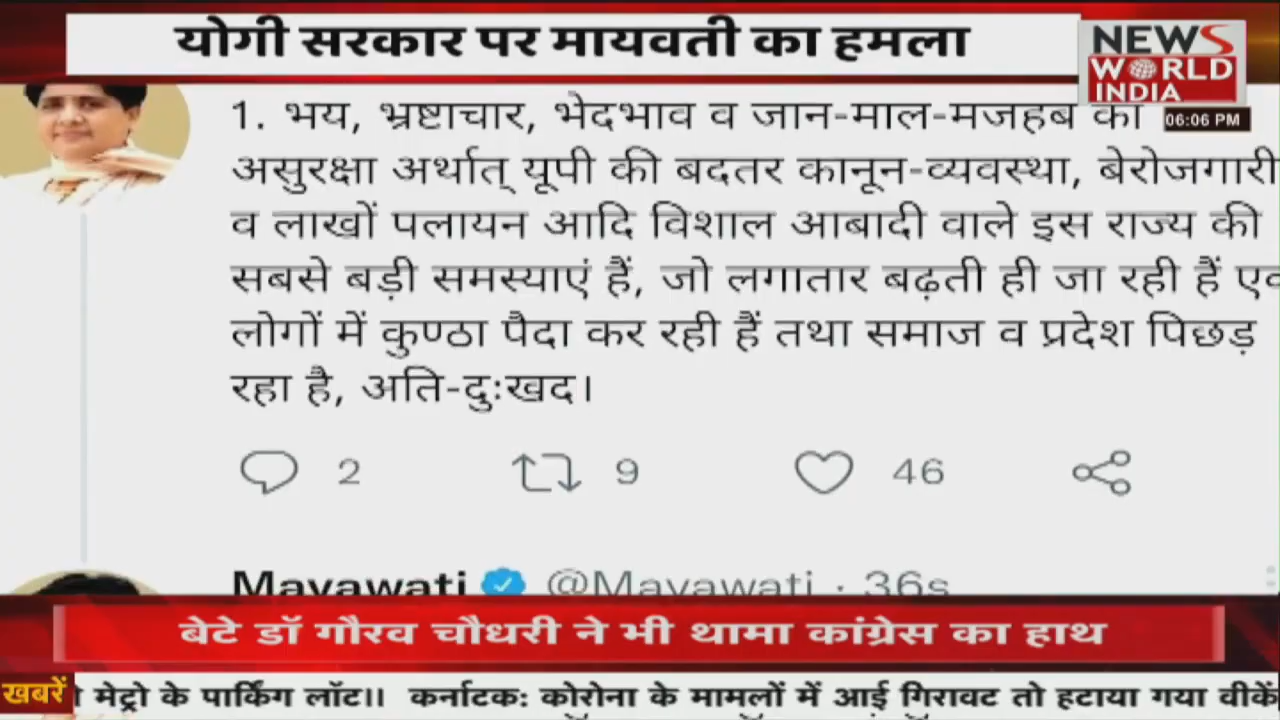 योगी सरकार पर मायवती का हमला
NEWS
WORLD
INDIA
06:06 PM
1. भय, भ्रष्टाचार, भेदभाव व जान-माल-मजहब की
असुरक्षा अर्थात् यूपी की बदतर कानून-व्यवस्था, बेरोजगारी
व लाखों पलायन आदि विशाल आबादी वाले इस राज्य की
सबसे बड़ी समस्याएं हैं, जो लगातार बढ़ती ही जा रही हैं
लोगों में कुण्ठा पैदा कर रही हैं तथा समाज व प्रदेश पिछड़
रहा है, अति-दुःखद।
2 9 46
Mayawati @Mayawati · 36s
बेटे डॉ गौरव चौधरी ने भी थामा कांग्रेस का हाथ
खबरें मेट्रो के पार्किंग लॉट।। कर्नाटक: कोरोना के मामलों में आई गिरावट तो हटाया गया वीकें